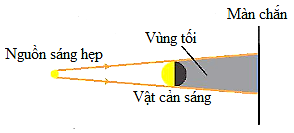 Màn chắn
Vùng tối
Nguồn sáng hẹp
Vật cản sáng